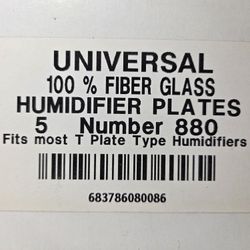 UNIVERSAL
100 % FIBER GLASS
HUMIDIFIER PLATES
5 Number 880
Fits most T Plate Type Humidifiers
683786080086